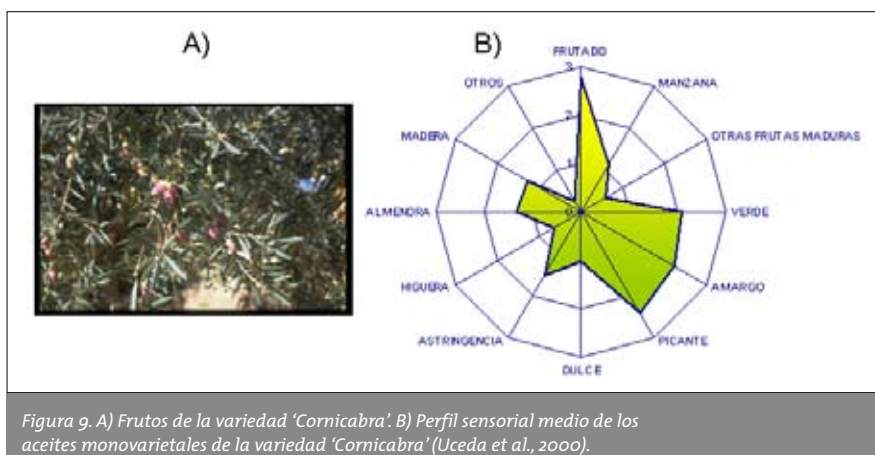 A)
B)
FRUTADO
MANZANA
OTRAS FRUTAS MADURAS
VERDE
AMARGO
PICANTE
DULCE
ASTRINGENCIA
HIGUERA
ALMENDRA
MADERA
OTROS
3
2
1
0
Figura 9. A) Frutos de la variedad ‘Cornicabra’. B) Perfil sensorial medio de los
aceites monovarietales de la variedad ‘Cornicabra’ (Uceda et al., 2000).